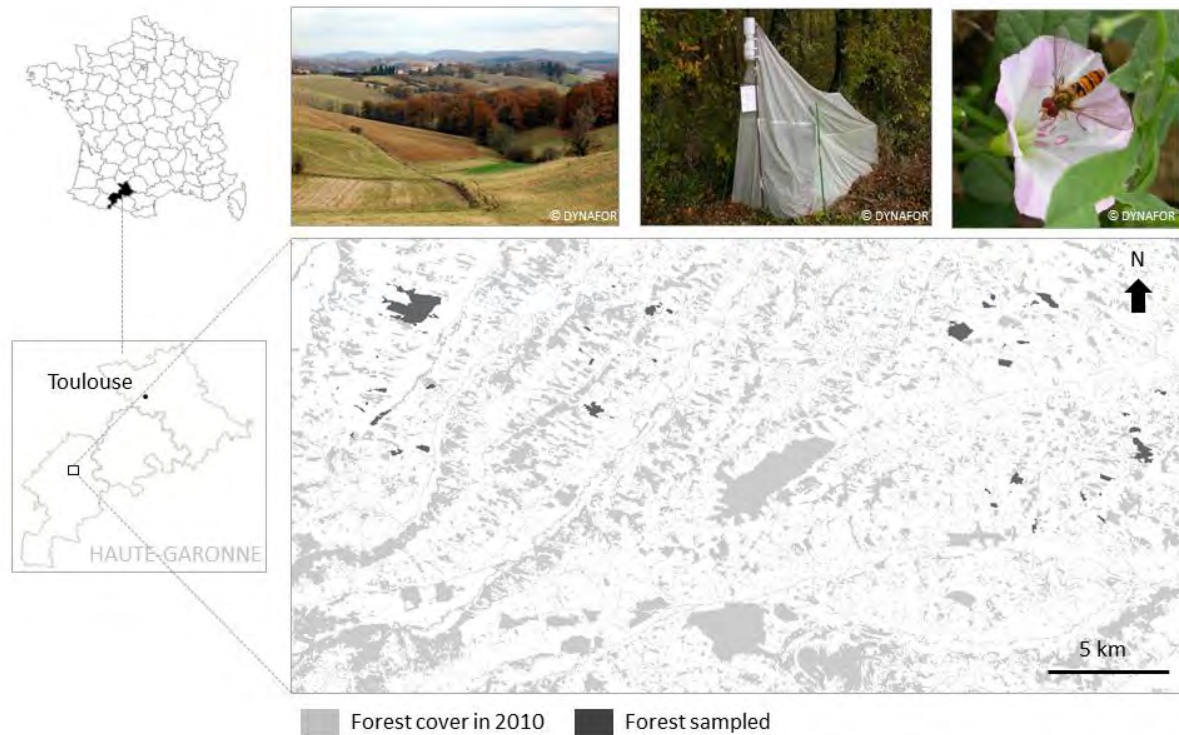 © DYNAFOR
© DYNAFOR
© DYNAFOR
N
Toulouse
HAUTE-GARONNE
5 km
Forest cover in 2010
Forest sampled